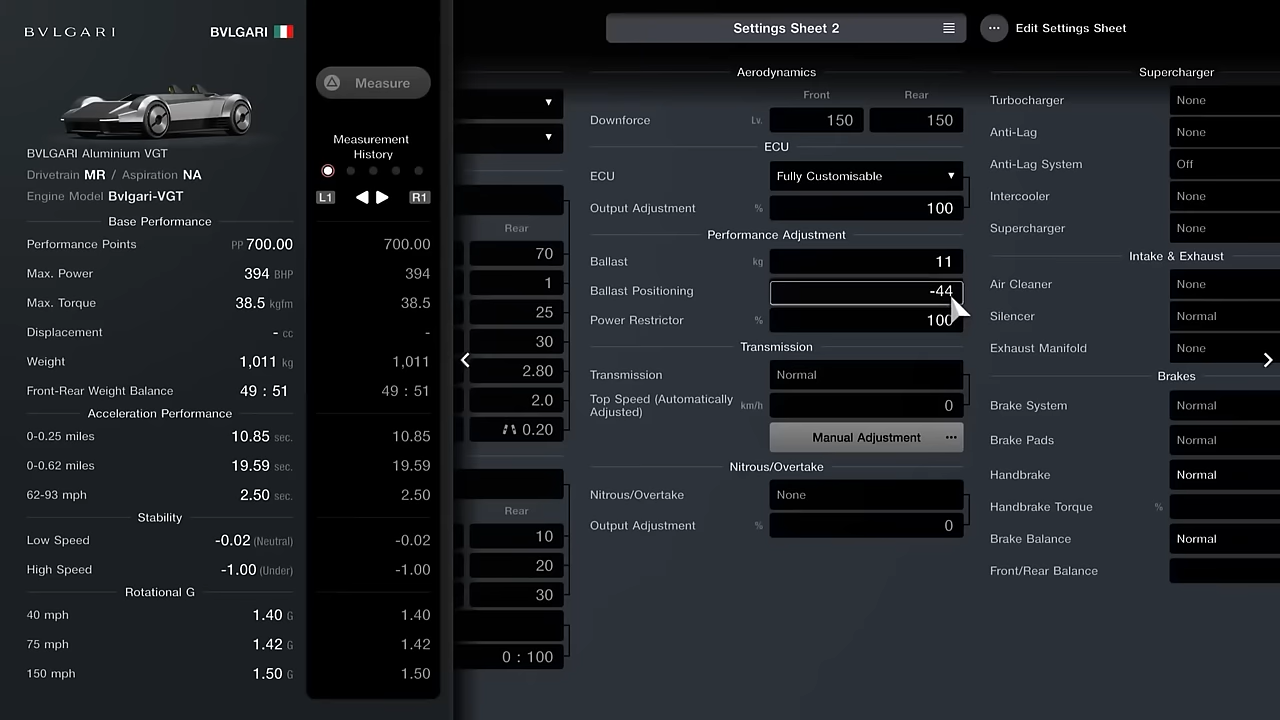 BVLGARI
BVLGARI
BVLGARI Aluminium VGT
Drivetrain MR / Aspiration NA
Engine Model Bvlgari-VGT
Base Performance
Performance Points PP 700.00
Max. Power 394 BHP
Max. Torque 38.5 kgfm
Displacement - cc
Weight 1,011 kg
Front-Rear Weight Balance 49 : 51
Acceleration Performance
0-0.25 miles 10.85 sec.
0-0.62 miles 19.59 sec.
62-93 mph 2.50 sec.
Stability
Low Speed -0.02 (Neutral)
High Speed -1.00 (Under)
Rotational G
40 mph 1.40 G
75 mph 1.42 G
150 mph 1.50 G
Measure
Measurement
History
L1 R1
700.00
394
38.5
-
1,011
49 : 51
10.85
19.59
2.50
-0.02
-1.00
1.40
1.42
1.50
Rear
70
1
25
30
2.80
2.0
0.20
Rear
10
20
30
0 : 100
Settings Sheet 2
Edit Settings Sheet
Aerodynamics
Front Rear
Downforce Lv. 150 150
ECU
ECU Fully Customisable
Output Adjustment % 100
Performance Adjustment
Ballast kg 11
Ballast Positioning -44
Power Restrictor % 100
Transmission
Transmission Normal
Top Speed (Automatically
Adjusted) km/h 0
Manual Adjustment
Nitrous/Overtake
Nitrous/Overtake None
Output Adjustment % 0
Supercharger
Turbocharger None
Anti-Lag None
Anti-Lag System Off
Intercooler None
Supercharger None
Intake & Exhaust
Air Cleaner None
Silencer Normal
Exhaust Manifold None
Brakes
Brake System Normal
Brake Pads Normal
Handbrake Normal
Handbrake Torque %
Brake Balance Normal
Front/Rear Balance